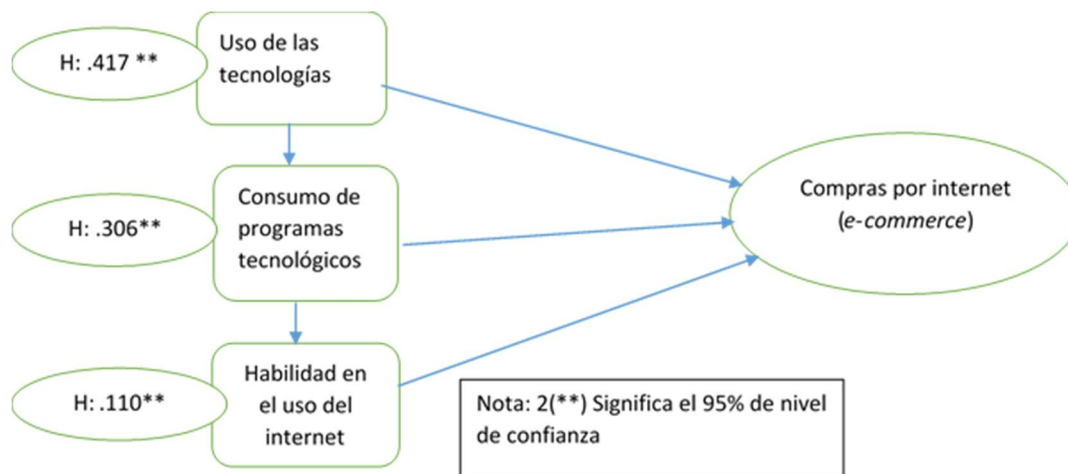 H: .417 **
Uso de las
tecnologías
H: .306**
Consumo de
programas
tecnológicos
Compras por internet
(e-commerce)
H: .110**
Habilidad en
el uso del
internet
Nota: 2(**) Significa el 95% de nivel
de confianza